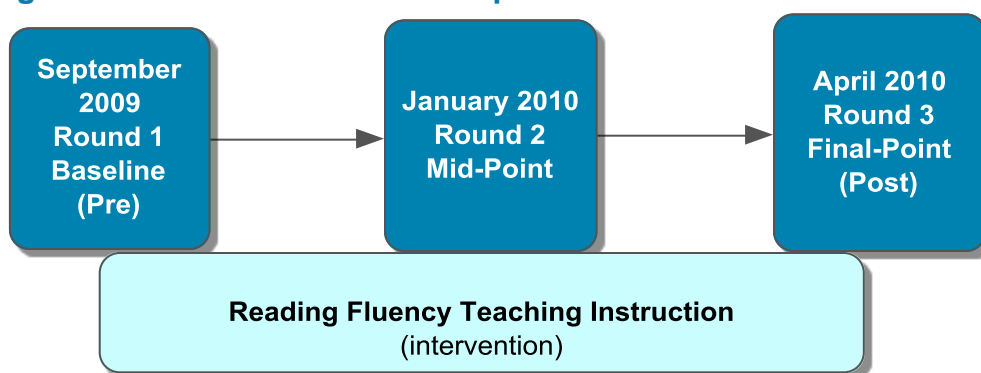 September
2009
Round 1
Baseline
(Pre)
January 2010
Round 2
Mid-Point
April 2010
Round 3
Final-Point
(Post)
Reading Fluency Teaching Instruction
(intervention)